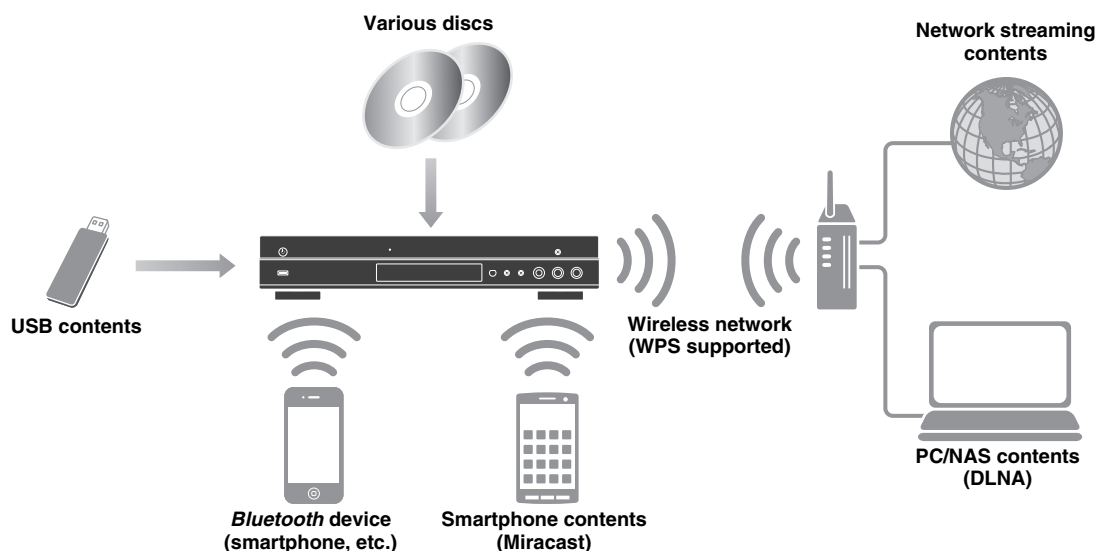 Various discs
Network streaming
contents
USB contents
Wireless network
(WPS supported)
PC/NAS contents
(DLNA)
Bluetooth device
(smartphone, etc.)
Smartphone contents
(Miracast)